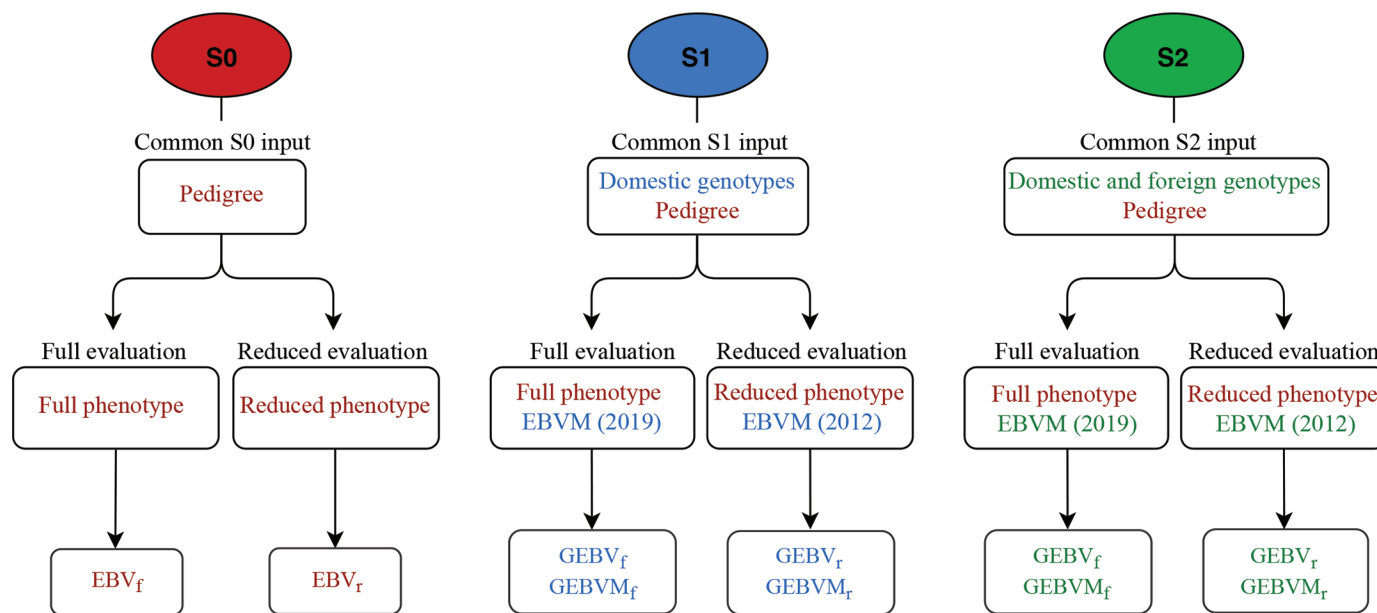 S0
Common S0 input
Pedigree
Full evaluation
Full phenotype
EBVf
Reduced evaluation
Reduced phenotype
EBVr
S1
Common S1 input
Domestic genotypes
Pedigree
Full evaluation
Full phenotype
EBVM (2019)
GEBVf
GEBVMf
Reduced evaluation
Reduced phenotype
EBVM (2012)
GEBVr
GEBVMr
S2
Common S2 input
Domestic and foreign genotypes
Pedigree
Full evaluation
Full phenotype
EBVM (2019)
GEBVf
GEBVMf
Reduced evaluation
Reduced phenotype
EBVM (2012)
GEBVr
GEBVMr